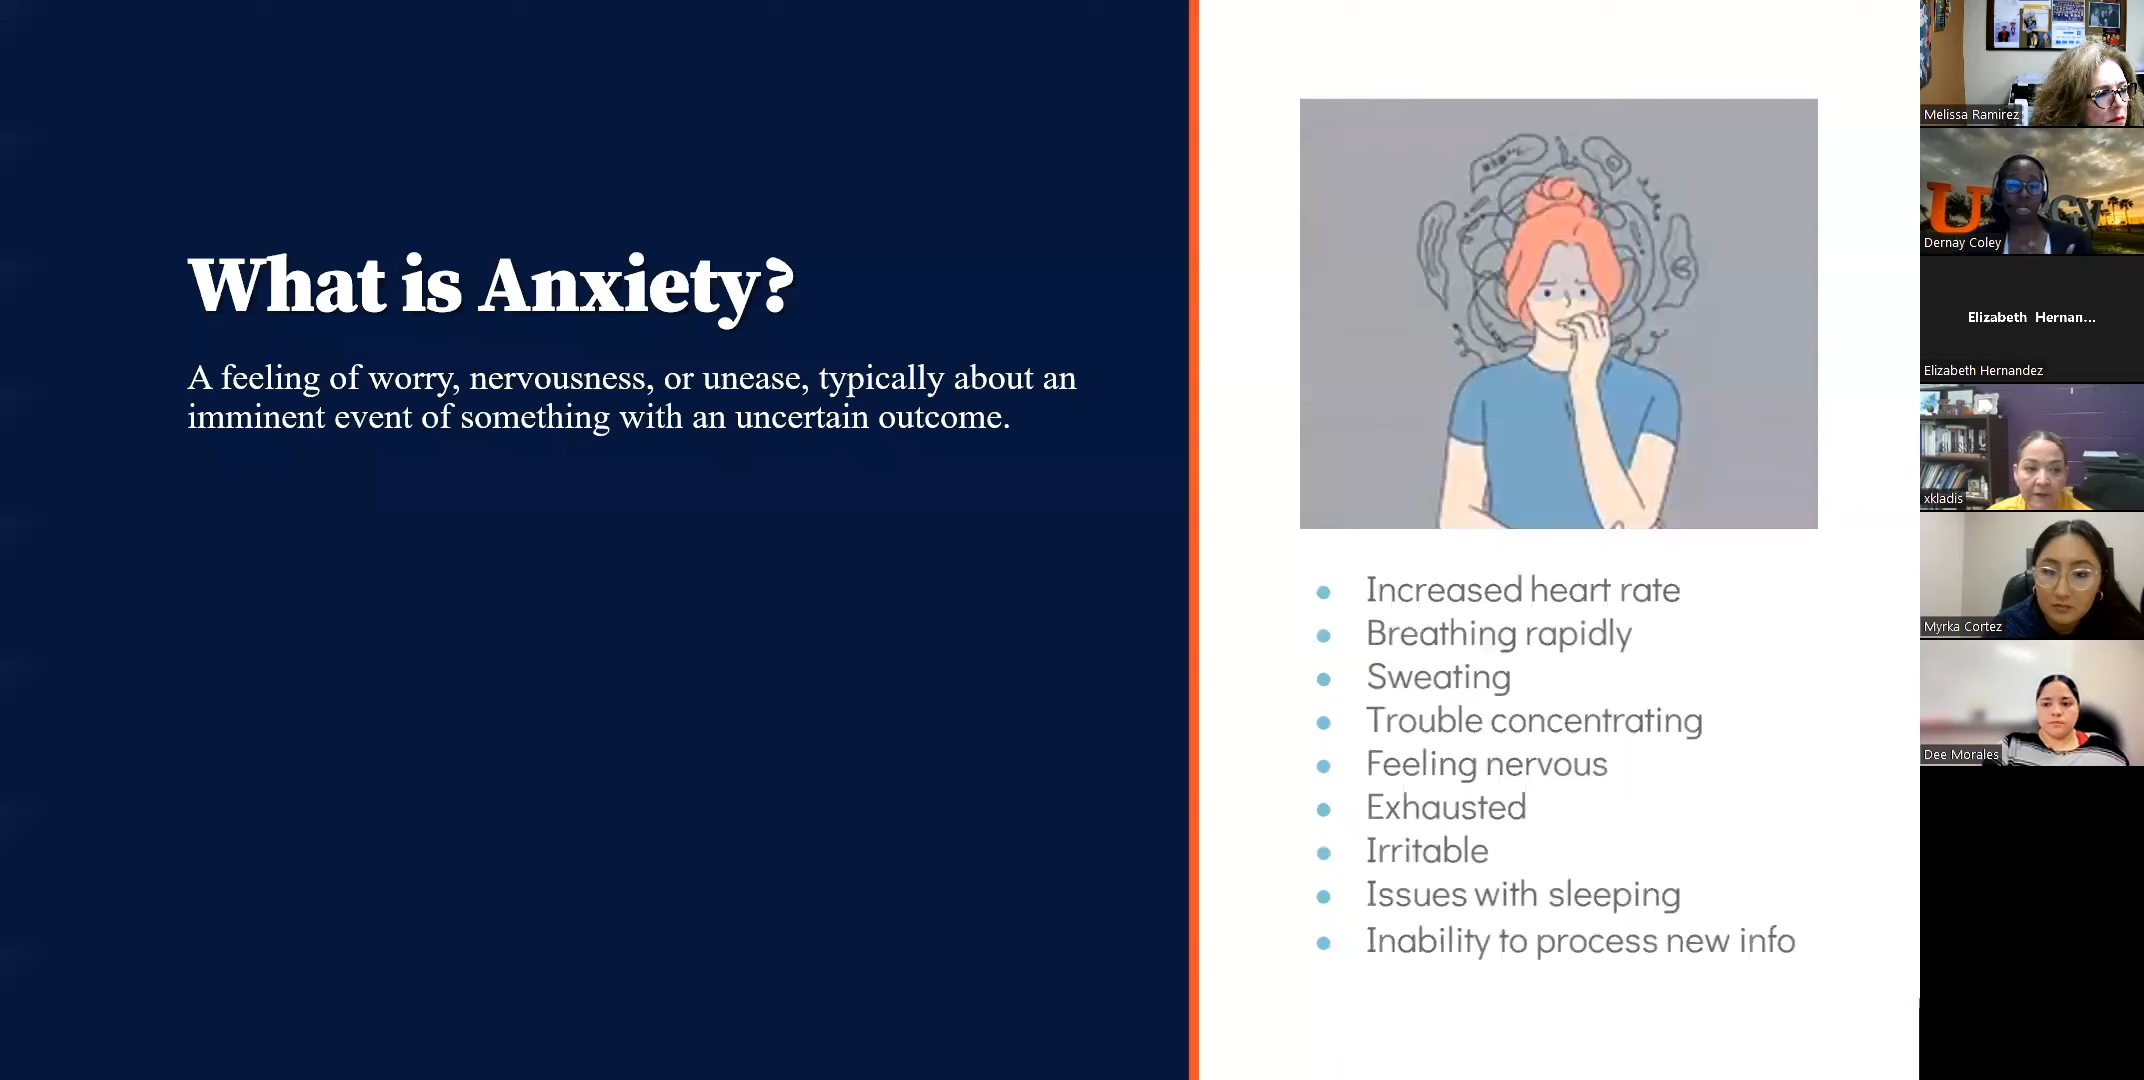 What is Anxiety?
A feeling of worry, nervousness, or unease, typically about an
imminent event of something with an uncertain outcome.
Increased heart rate
Breathing rapidly
Sweating
Trouble concentrating
Feeling nervous
Exhausted
Irritable
Issues with sleeping
Inability to process new info
Melissa Ramirez
Dernay Coley
Elizabeth Hernan...
Elizabeth Hernandez
xkladis
Myrka Cortez
Dee Morales